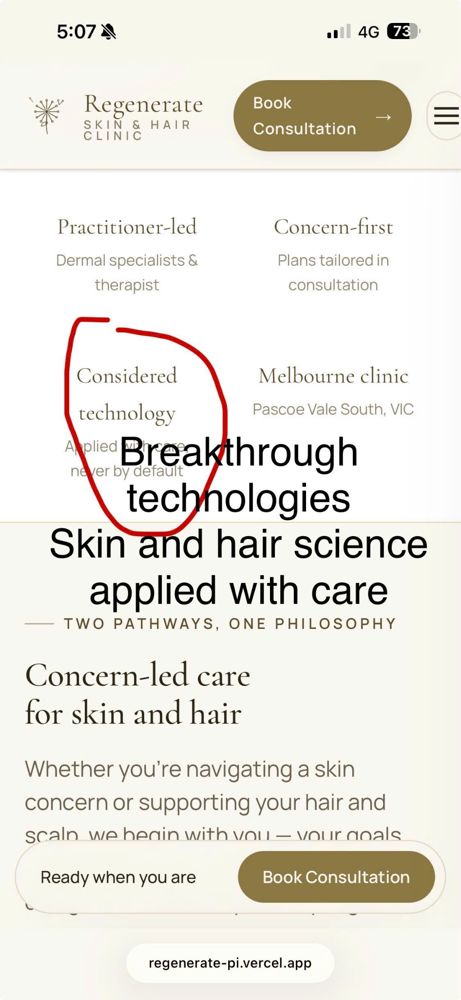 5:07
4G 73
Regenerate
SKIN & HAIR
CLINIC
Book
Consultation →
Practitioner-led
Dermal specialists &
therapist
Concern-first
Plans tailored in
consultation
Considered
technology
Applied with care,
never by default
Melbourne clinic
Pascoe Vale South, VIC
Breakthrough
technologies
Skin and hair science
applied with care
TWO PATHWAYS, ONE PHILOSOPHY
Concern-led care
for skin and hair
Whether you’re navigating a skin
concern or supporting your hair and
scalp, we begin with you — your goals,
Ready when you are
Book Consultation
regenerate-pi.vercel.app